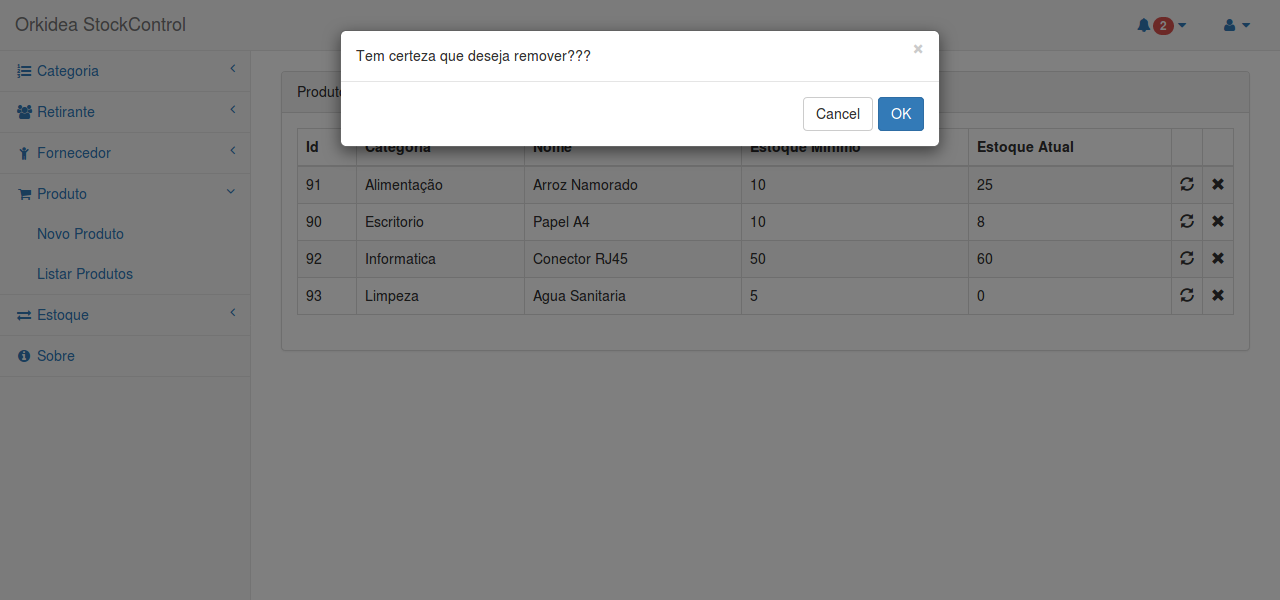 Orkidea StockControl
2
Tem certeza que deseja remover???
×
Cancel OK
Categoria
Retirante
Fornecedor
Produto
Novo Produto
Listar Produtos
Estoque
Sobre
Id Categoria Nome Estoque Minimo Estoque Atual
91 Alimentação Arroz Namorado 10 25
90 Escritorio Papel A4 10 8
92 Informatica Conector RJ45 50 60
93 Limpeza Agua Sanitaria 5 0